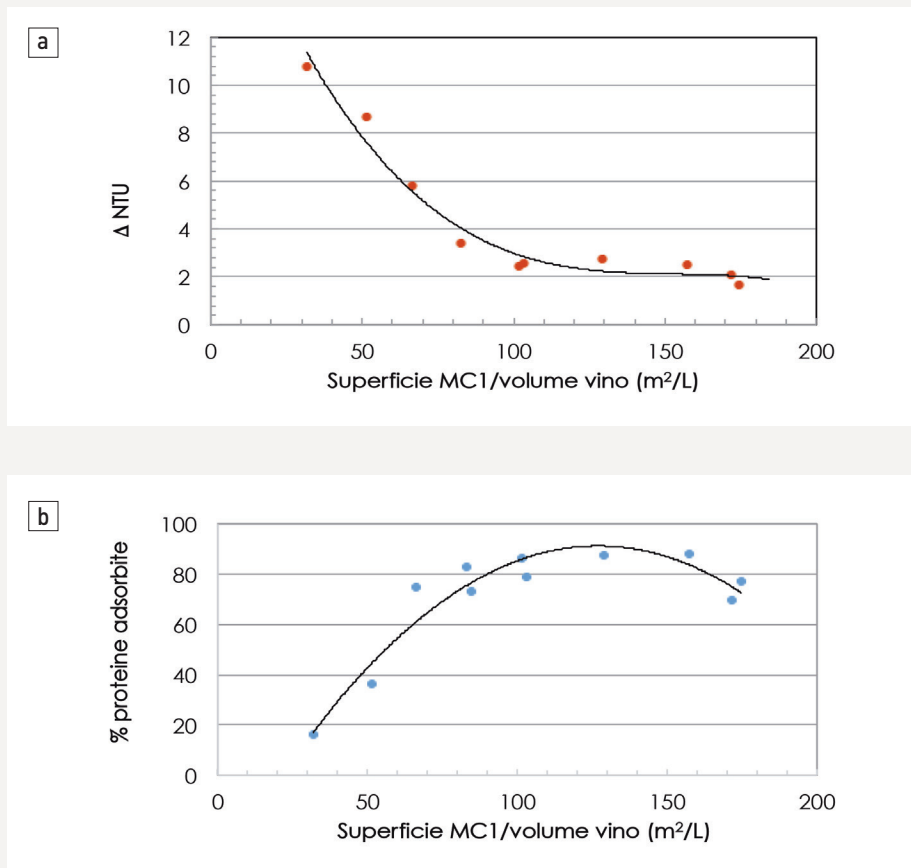 a
12
10
8
6
4
2
0
Δ NTU
0 50 100 150 200
Superficie MC1/volume vino (m²/L)
b
100
80
60
40
20
0
% proteine adsorbite
0 50 100 150 200
Superficie MC1/volume vino (m²/L)